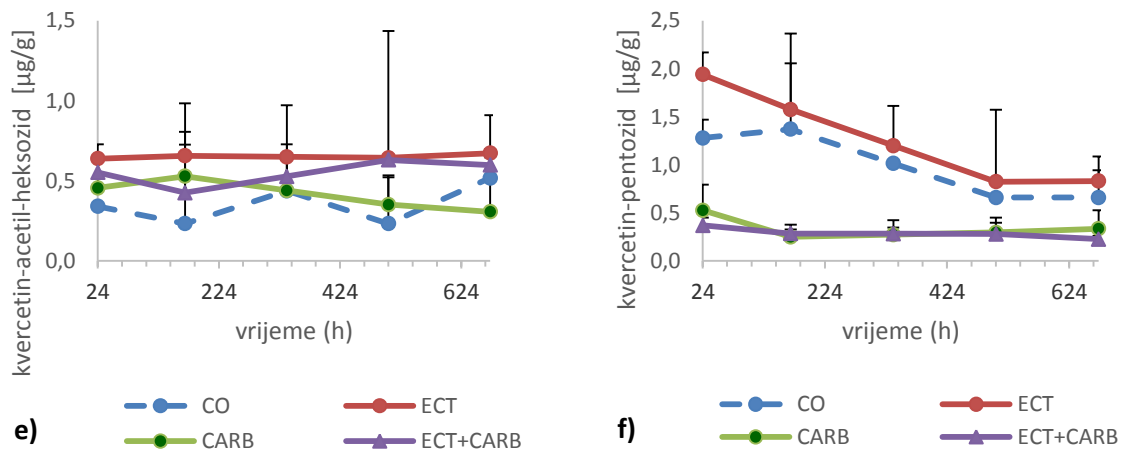 kvercetin-acetil-heksozid [µg/g]
1,5
1,0
0,5
0,0
24 224 424 624
vrijeme (h)
CO ECT
CARB ECT+CARB
e)
kvercetin-pentozid [µg/g]
2,5
2,0
1,5
1,0
0,5
0,0
24 224 424 624
vrijeme (h)
CO ECT
CARB ECT+CARB
f)